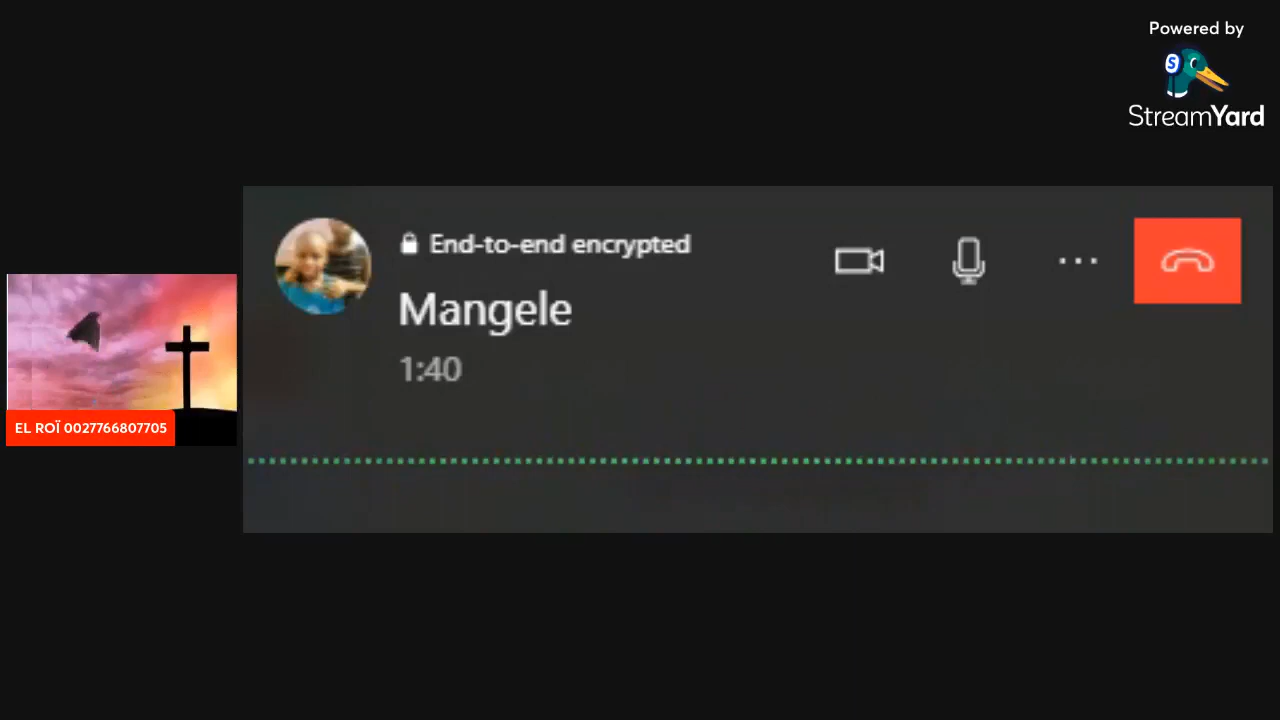 Powered by
StreamYard
End-to-end encrypted
Mangele
1:40
EL ROÏ 0027766807705